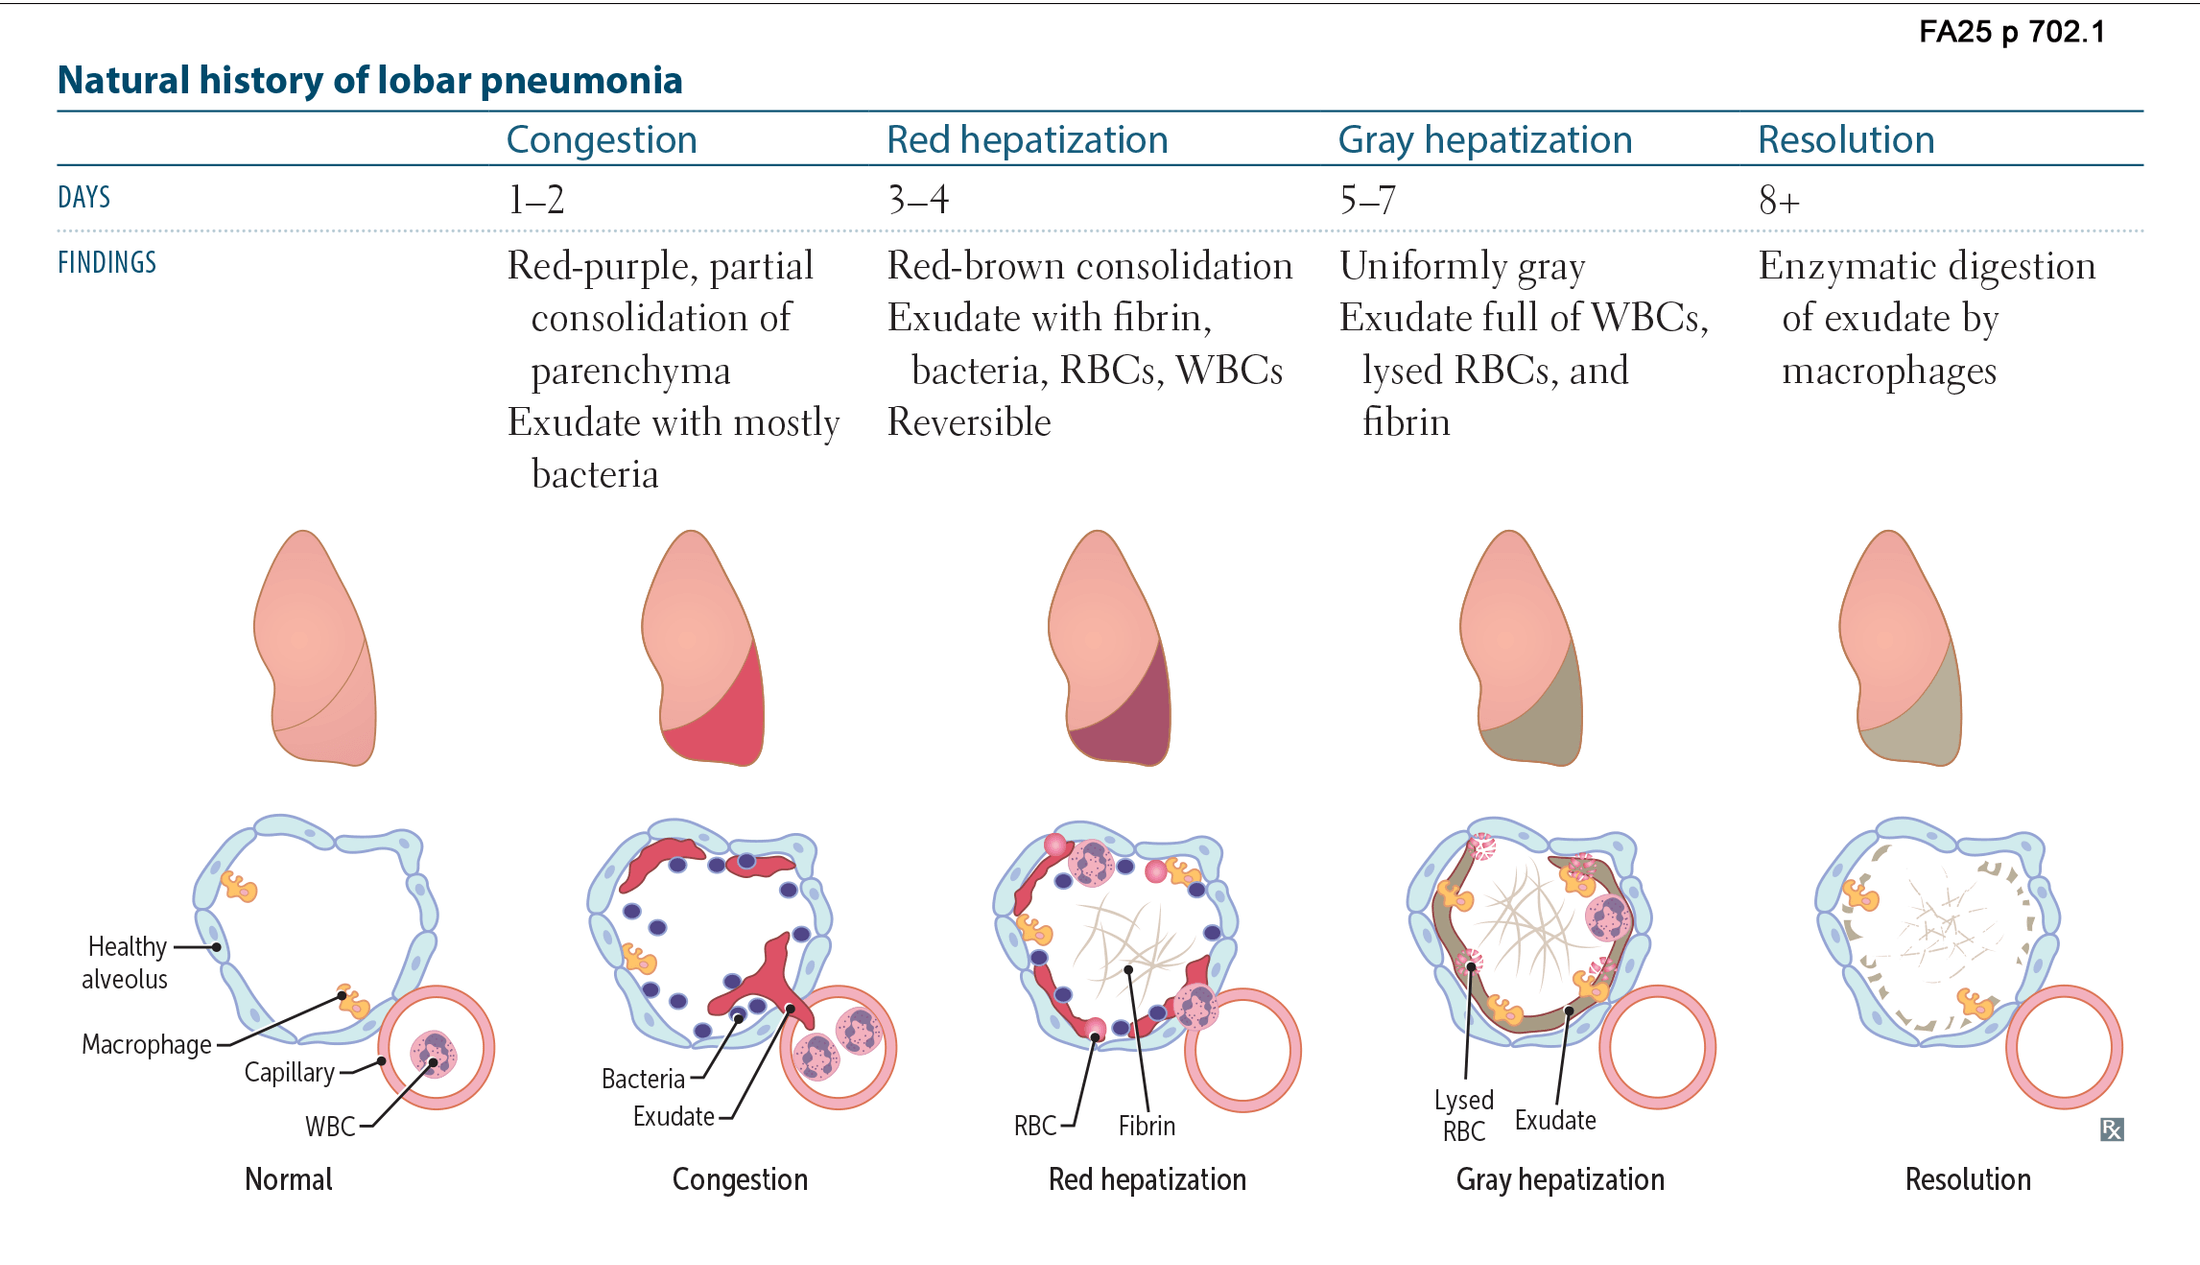 FA25 p 702.1
Natural history of lobar pneumonia
Congestion Red hepatization Gray hepatization Resolution
DAYS 1–2 3–4 5–7 8+
FINDINGS Red-purple, partial Red-brown consolidation Uniformly gray Enzymatic digestion
consolidation of Exudate with fibrin, Exudate full of WBCs, of exudate by
parenchyma bacteria, RBCs, WBCs lysed RBCs, and macrophages
Exudate with mostly Reversible fibrin
bacteria
Healthy
alveolus
Macrophage
Capillary
WBC
Bacteria
Exudate
RBC
Fibrin
Lysed
RBC
Exudate
Rx
Normal Congestion Red hepatization Gray hepatization Resolution